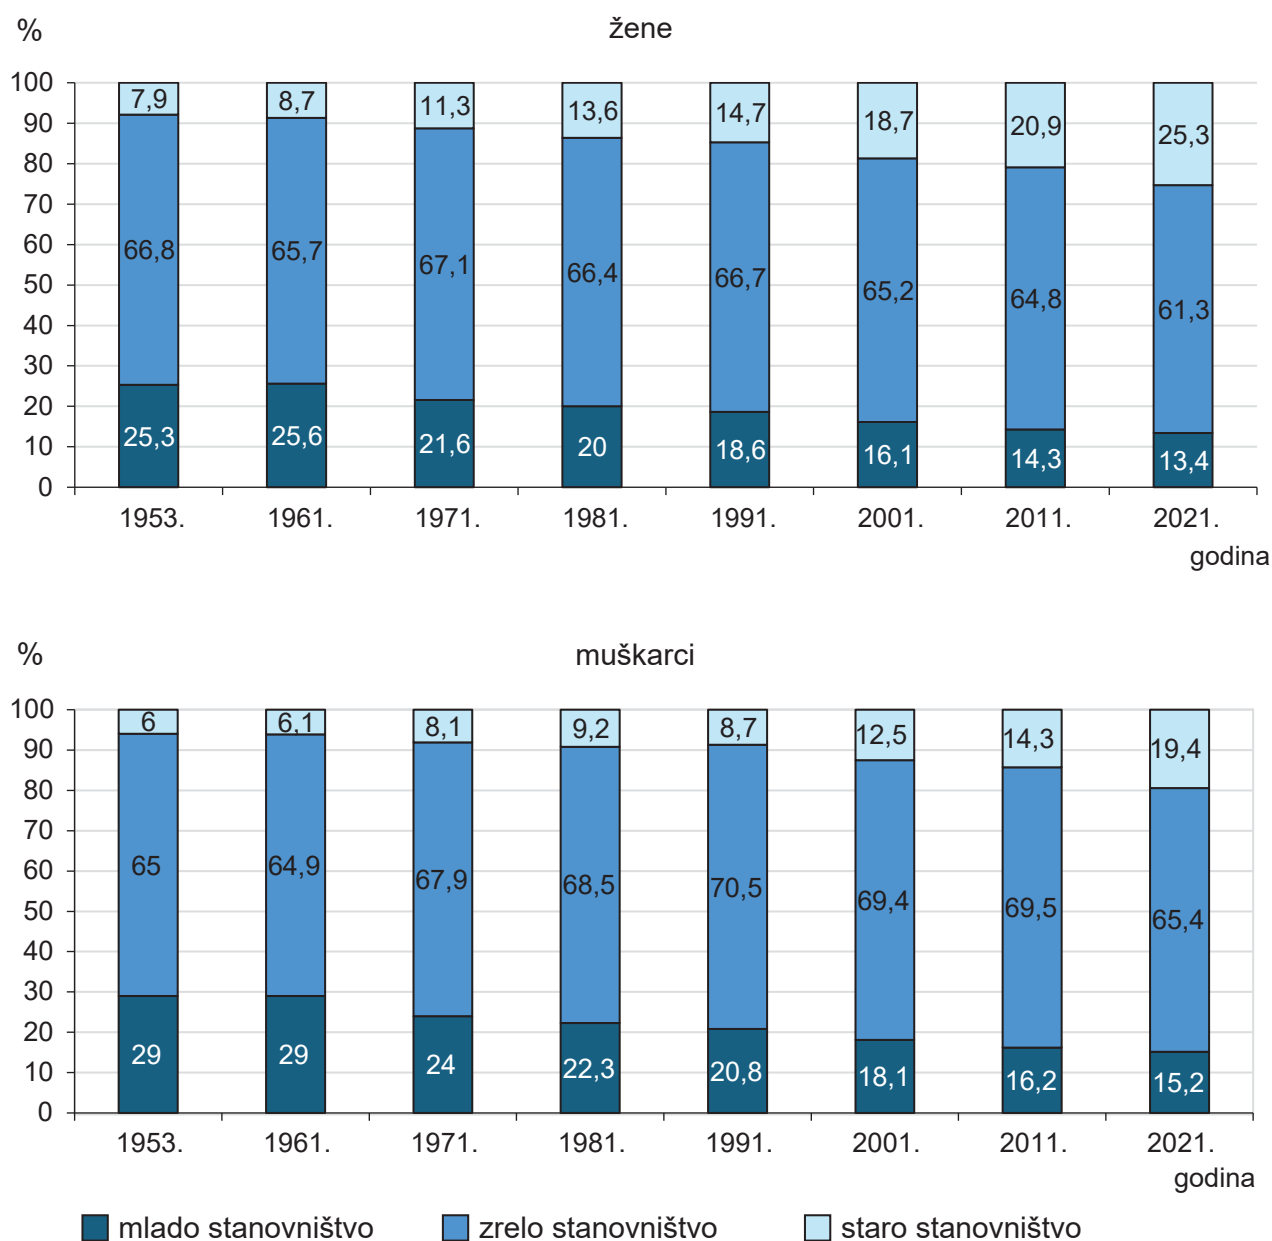 %
žene
100
90
80
70
60
50
40
30
20
10
0
7,9 8,7 11,3 13,6 14,7 18,7 20,9 25,3
66,8 65,7 67,1 66,4 66,7 65,2 64,8 61,3
25,3 25,6 21,6 20 18,6 16,1 14,3 13,4
1953. 1961. 1971. 1981. 1991. 2001. 2011. 2021.
godina
%
muškarci
100
90
80
70
60
50
40
30
20
10
0
6 6,1 8,1 9,2 8,7 12,5 14,3 19,4
65 64,9 67,9 68,5 70,5 69,4 69,5 65,4
29 29 24 22,3 20,8 18,1 16,2 15,2
1953. 1961. 1971. 1981. 1991. 2001. 2011. 2021.
godina
mlado stanovništvo zrelo stanovništvo staro stanovništvo